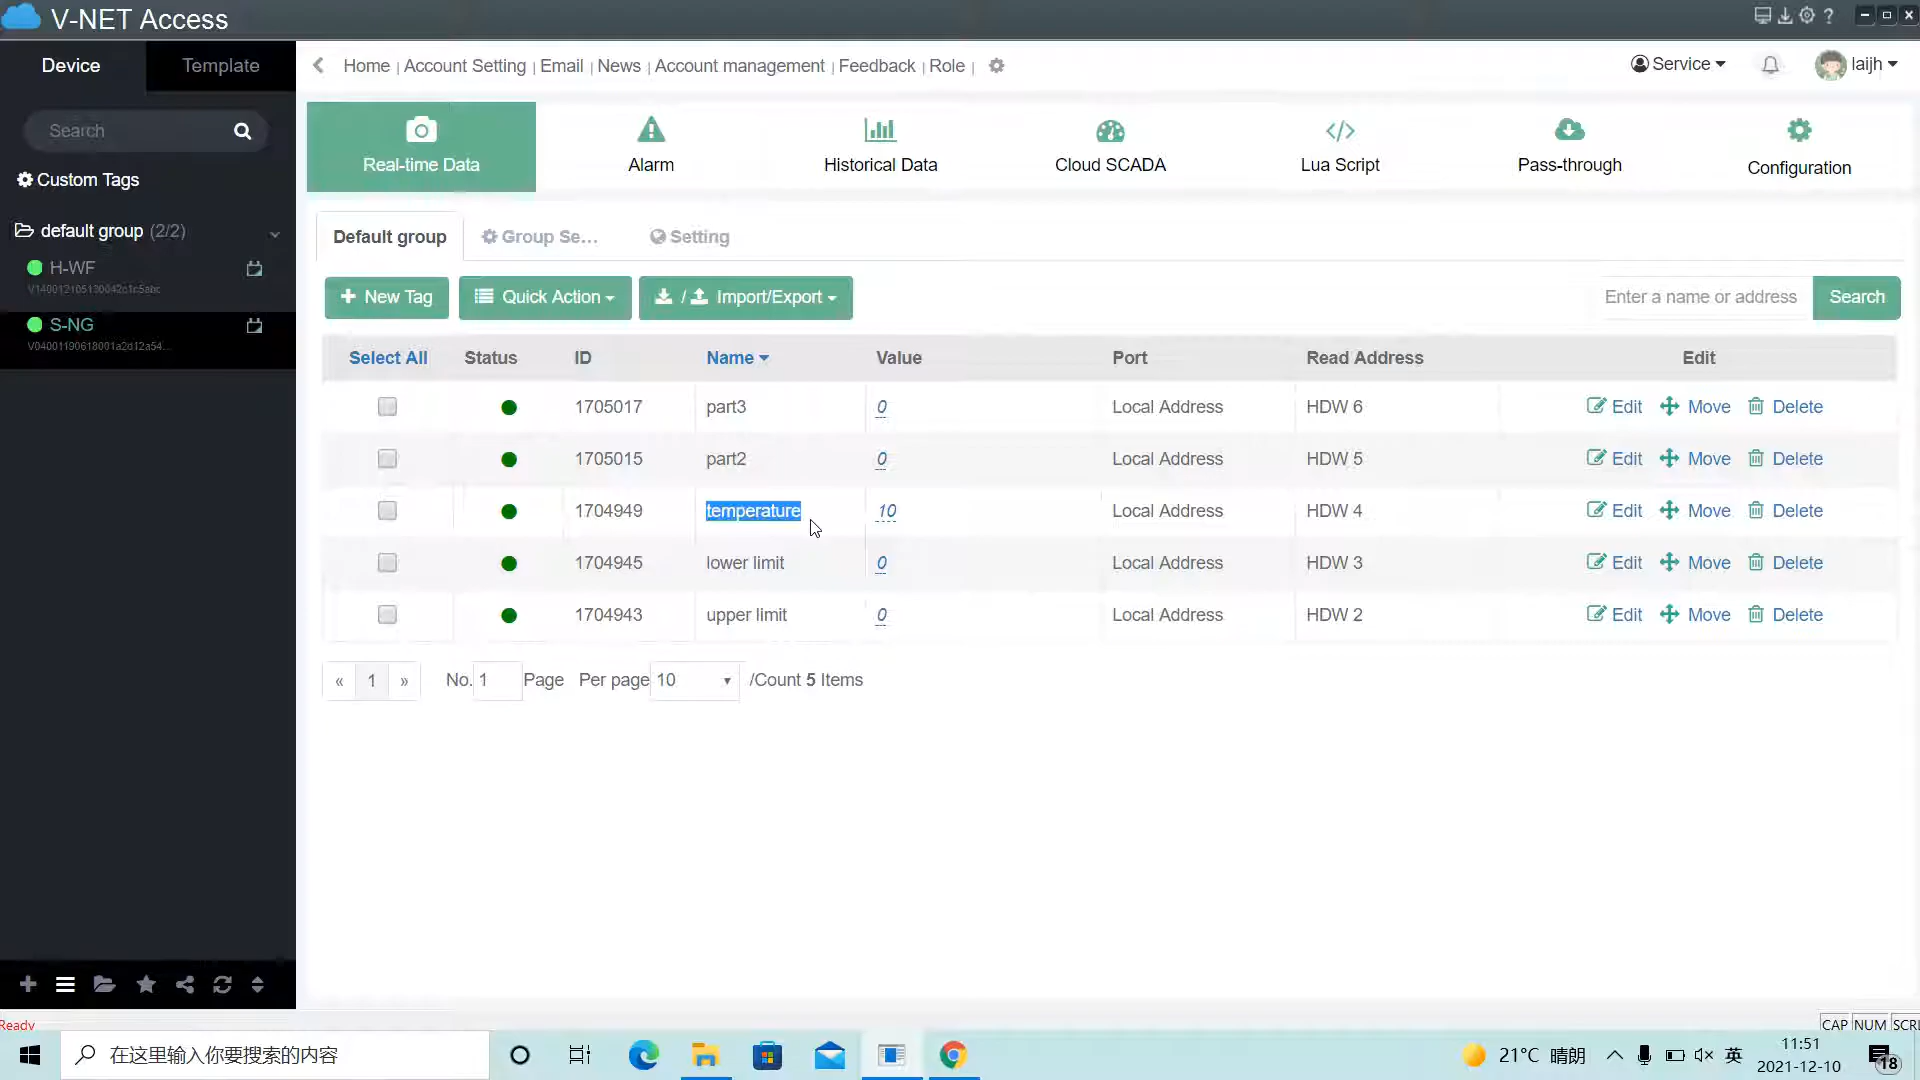 V-NET Access
Device
Template
Home | Account Setting | Email | News | Account management | Feedback | Role |
Service
laijh
Search
Custom Tags
default group (2/2)
H-WF
S-NG
Real-time Data
Alarm
Historical Data
Cloud SCADA
Lua Script
Pass-through
Configuration
Default group
Group Se...
Setting
New Tag
Quick Action
/ Import/Export
Enter a name or address
Search
Select All Status ID Name Value Port Read Address Edit
1705017 part3 0 Local Address HDW 6 Edit Move Delete
1705015 part2 0 Local Address HDW 5 Edit Move Delete
1704949 temperature 10 Local Address HDW 4 Edit Move Delete
1704945 lower limit 0 Local Address HDW 3 Edit Move Delete
1704943 upper limit 0 Local Address HDW 2 Edit Move Delete
« 1 » No. 1 Page Per page 10 /Count 5 Items
Ready
CAP NUM SCRL
在这里输入你要搜索的内容
21°C 晴朗
英
11:51
2021-12-10
18